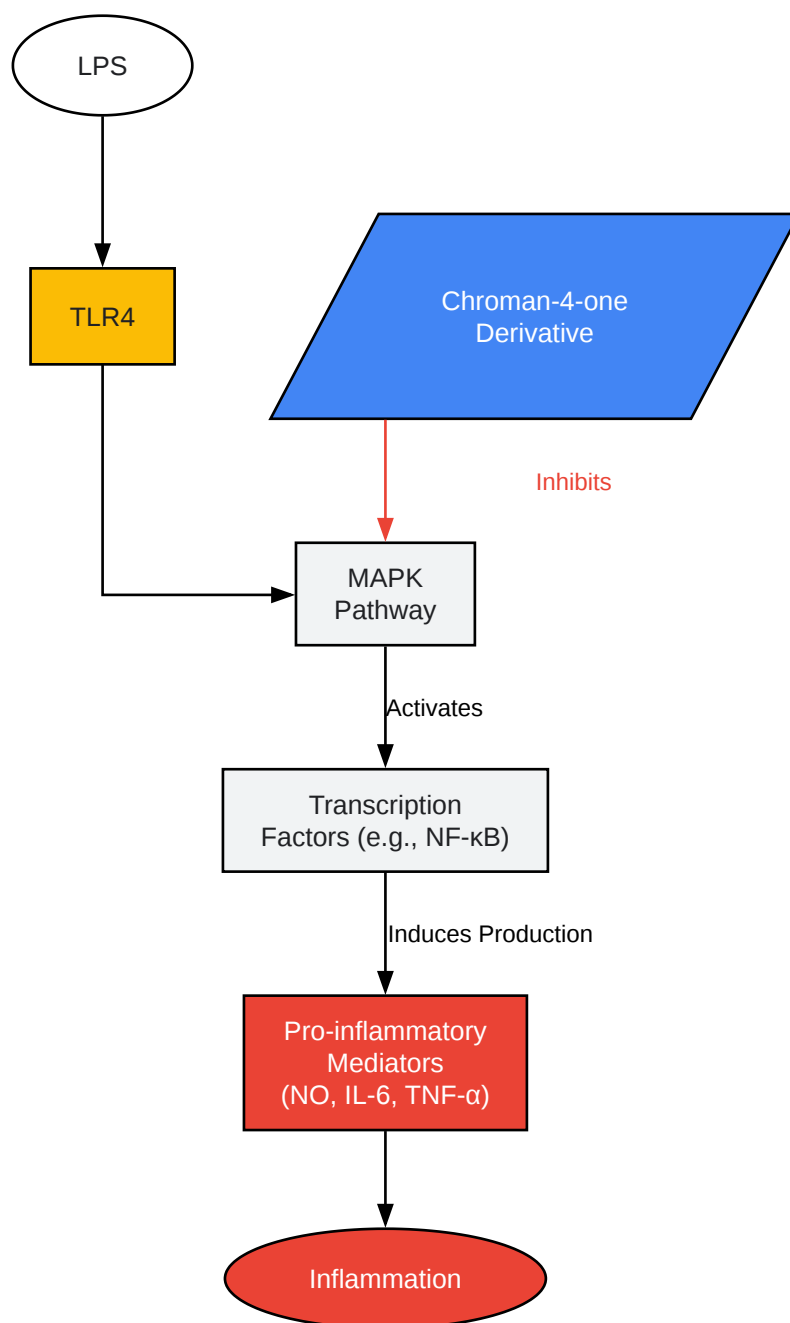 LPS
TLR4
Chroman-4-one
Derivative
Inhibits
MAPK
Pathway
Activates
Transcription
Factors (e.g., NF-κB)
Induces Production
Pro-inflammatory
Mediators
(NO, IL-6, TNF-α)
Inflammation